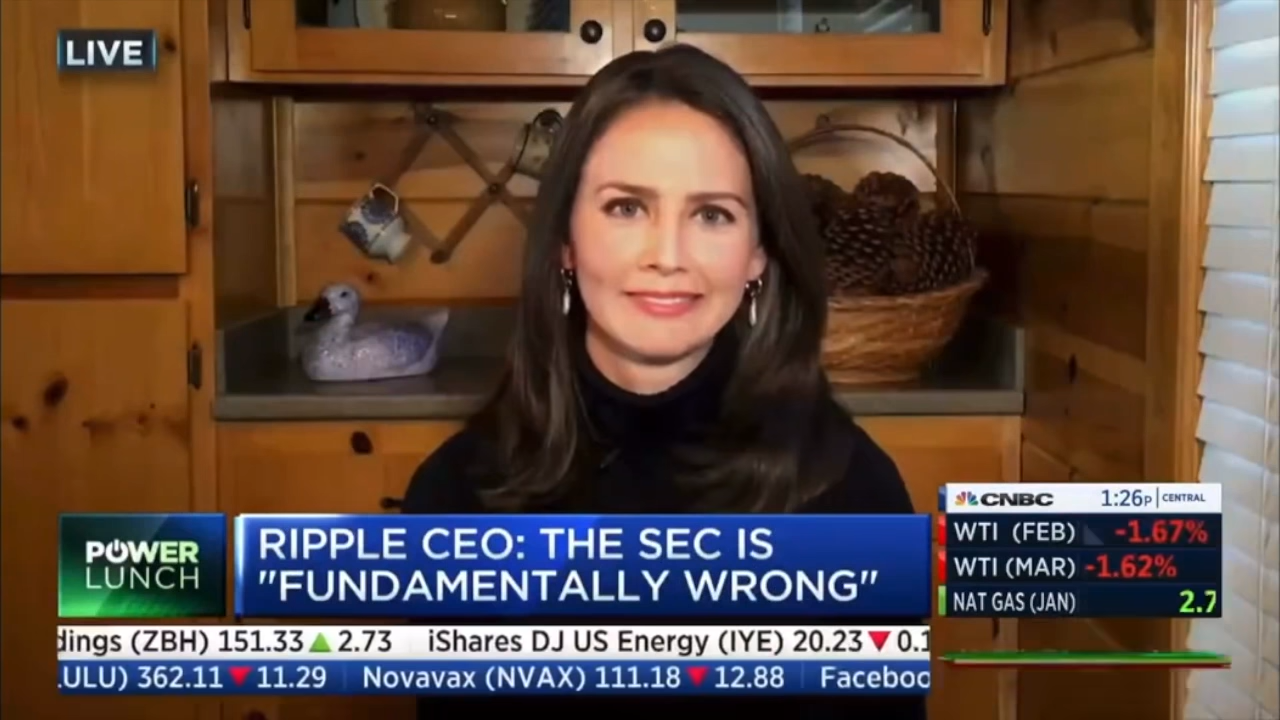 LIVE
CNBC 1:26P CENTRAL
WTI (FEB) -1.67%
WTI (MAR) -1.62%
NAT GAS (JAN) 2.7
POWER
LUNCH
RIPPLE CEO: THE SEC IS
"FUNDAMENTALLY WRONG"
dings (ZBH) 151.33 ▲ 2.73 iShares DJ US Energy (IYE) 20.23 ▼ 0.1
.ULU) 362.11 ▼ 11.29 Novavax (NVAX) 111.18 ▼ 12.88 Faceboo